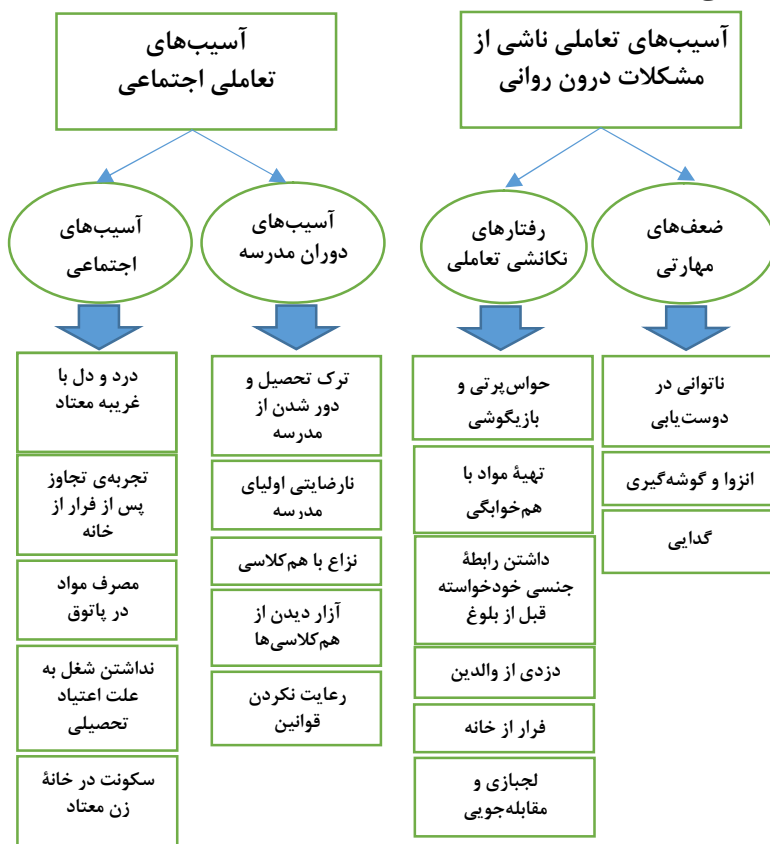 آسیب‌های تعاملی ناشی از
مشکلات درون روانی
آسیب‌های
تعاملی اجتماعی
ضعف‌های
مهارتی
رفتارهای
تکانشی تعاملی
آسیب‌های
دوران مدرسه
آسیب‌های
اجتماعی
ناتوانی در
دوست‌یابی
انزوا و گوشه‌گیری
گدایی
حواس‌پرتی و
بازیگوشی
تهیهٔ مواد با
هم‌خوابگی
داشتن رابطهٔ
جنسی خودخواسته
قبل از بلوغ
دزدی از والدین
فرار از خانه
لجبازی و
مقابله‌جویی
ترک تحصیل و
دور شدن از
مدرسه
نارضایتی اولیای
مدرسه
نزاع با هم‌کلاسی
آزار دیدن از
هم‌کلاسی‌ها
رعایت نکردن
قوانین
درد و دل با
غریبه معتاد
تجربه‌ی تجاوز
پس از فرار از
خانه
مصرف مواد
در پاتوق
نداشتن شغل به
علت اعتیاد
تحصیلی
سکونت در خانهٔ
زن معتاد